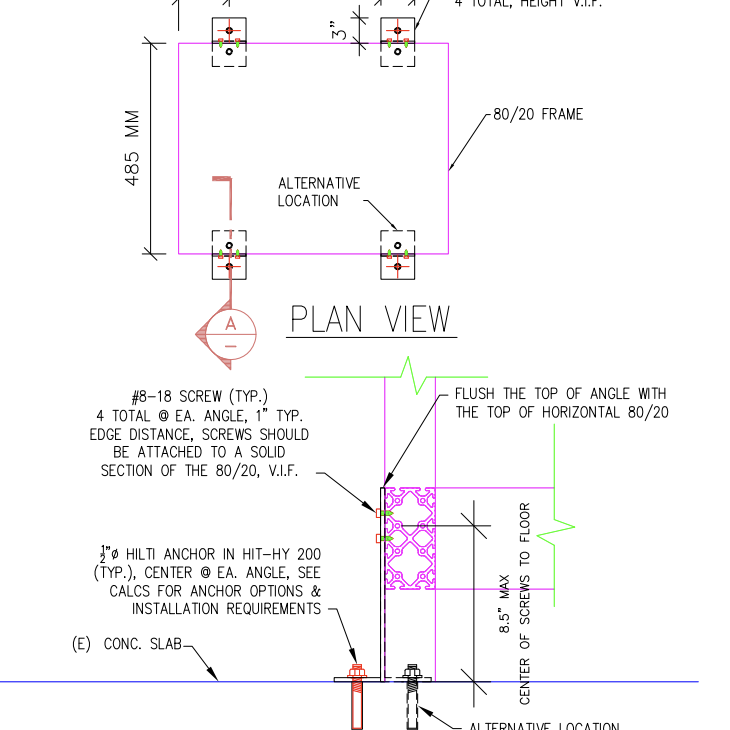 4 TOTAL, HEIGHT V.I.F.
3"
80/20 FRAME
485 MM
ALTERNATIVE
LOCATION
A
–
PLAN VIEW
#8-18 SCREW (TYP.)
4 TOTAL @ EA. ANGLE, 1" TYP.
EDGE DISTANCE, SCREWS SHOULD
BE ATTACHED TO A SOLID
SECTION OF THE 80/20, V.I.F.
FLUSH THE TOP OF ANGLE WITH
THE TOP OF HORIZONTAL 80/20
½"ø HILTI ANCHOR IN HIT-HY 200
(TYP.), CENTER @ EA. ANGLE, SEE
CALCS FOR ANCHOR OPTIONS &
INSTALLATION REQUIREMENTS
8.5" MAX
CENTER OF SCREWS TO FLOOR
(E) CONC. SLAB
ALTERNATIVE LOCATION